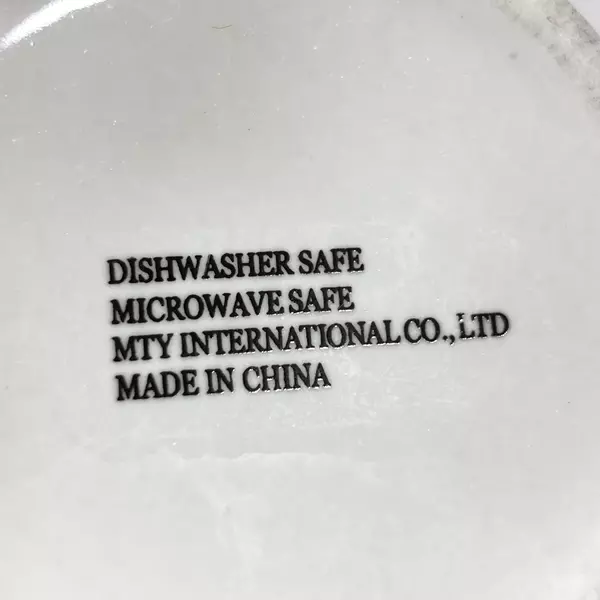 DISHWASHER SAFE
MICROWAVE SAFE
MTY INTERNATIONAL CO., LTD
MADE IN CHINA